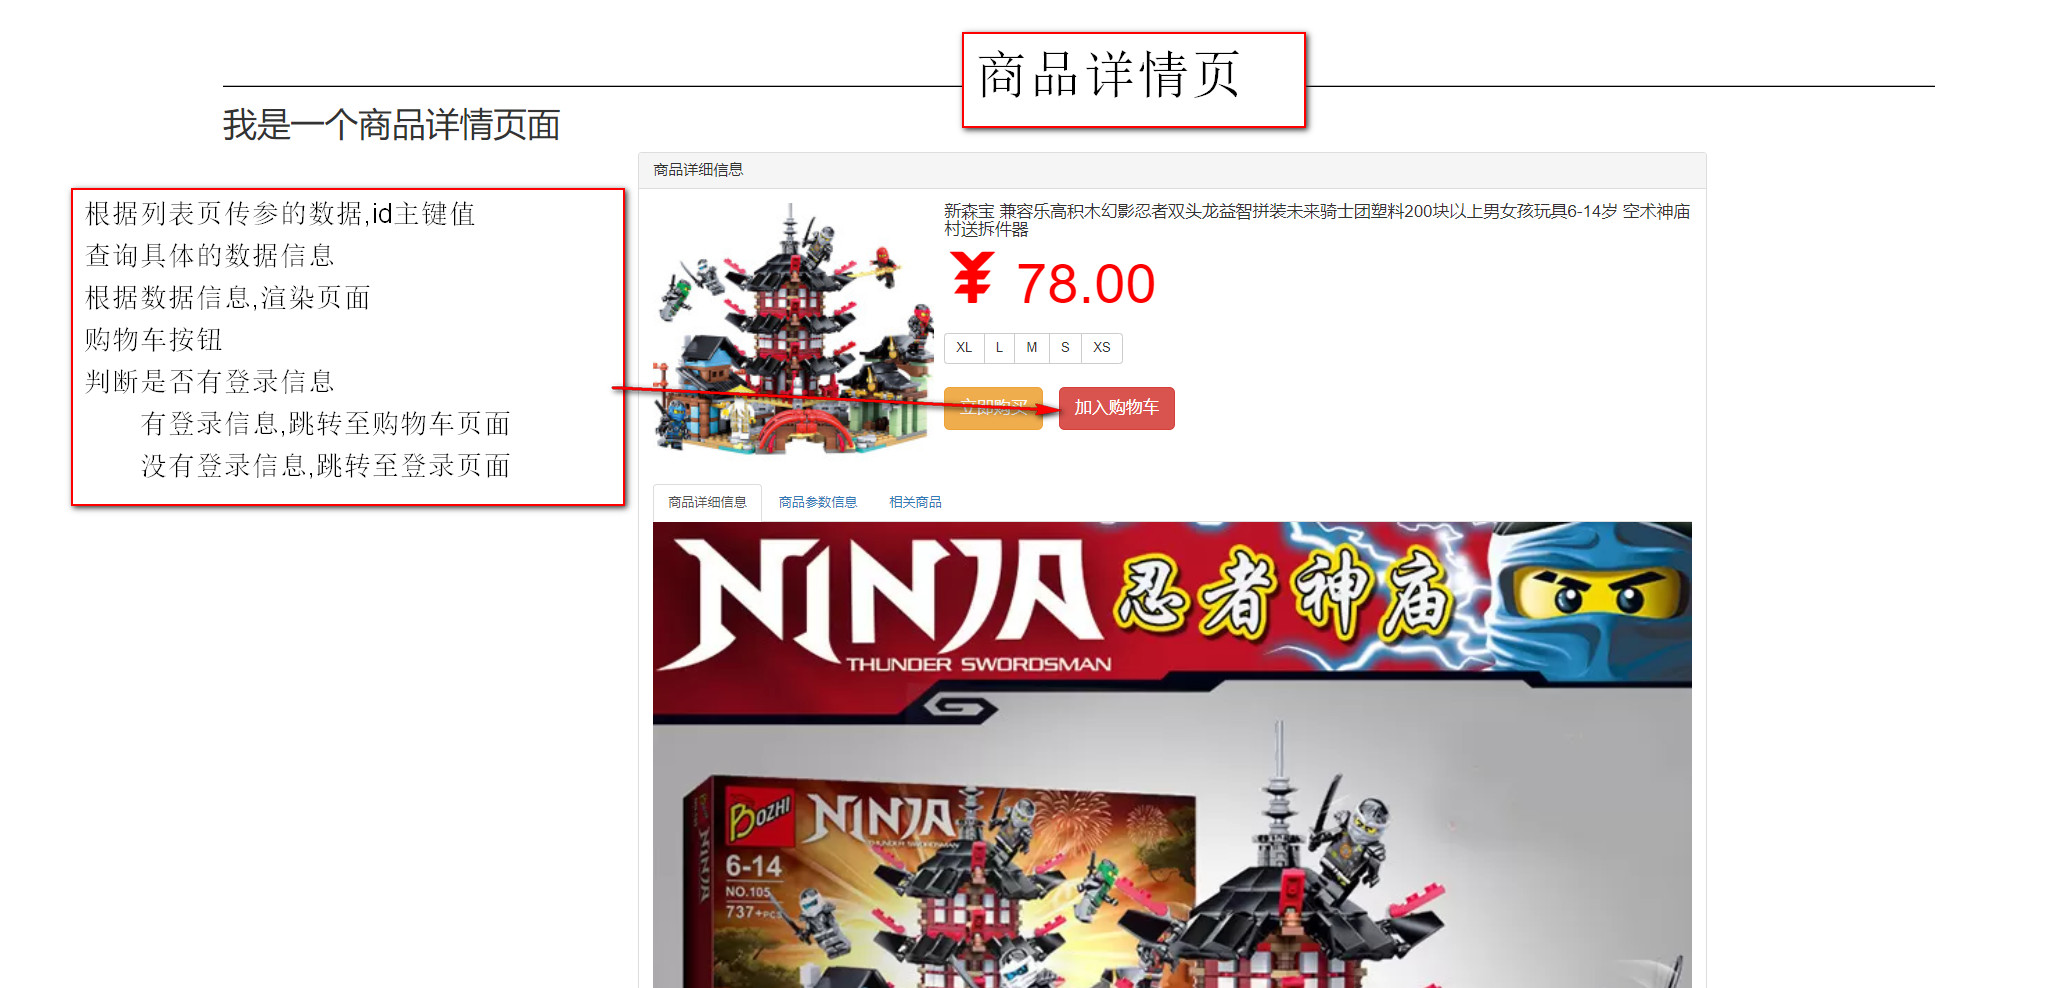 商品详情页
我是一个商品详情页面
商品详细信息
根据列表页传参的数据,id主键值
查询具体的数据信息
根据数据信息,渲染页面
购物车按钮
判断是否有登录信息
有登录信息,跳转至购物车页面
没有登录信息,跳转至登录页面
新森宝 兼容乐高积木幻影忍者双头龙益智拼装未来骑士团塑料200块以上男女孩玩具6-14岁 空术神庙
村送拆件器
¥ 78.00
XL L M S XS
立即购买 加入购物车
商品详细信息 商品参数信息 相关商品
NINJA 忍者神庙
THUNDER SWORDSMAN
BOZHI NINJA
THUNDER SWORDSMAN
6-14
NO.105
737+PCS
NINJA